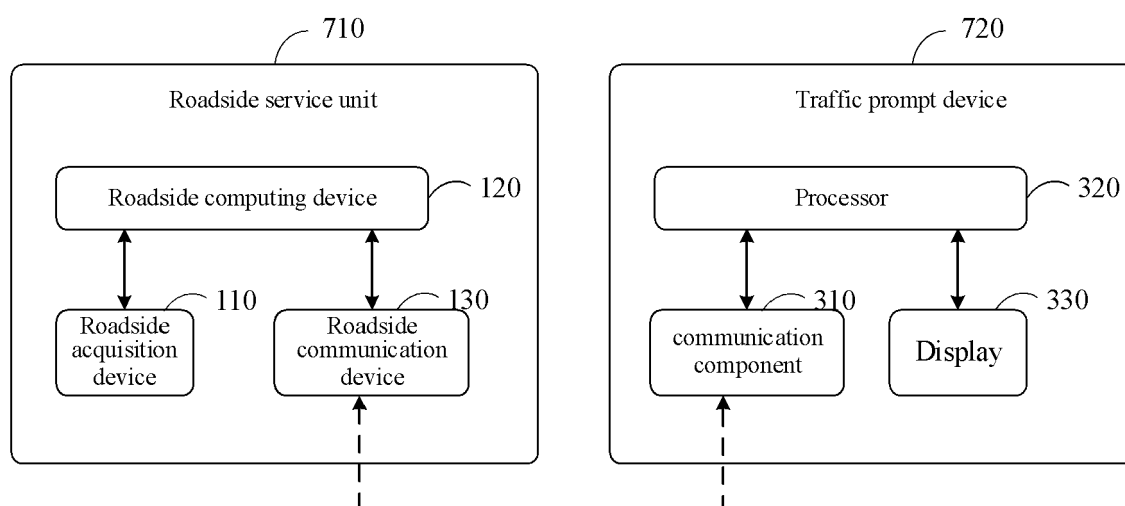 710
720
Roadside service unit
Traffic prompt device
Roadside computing device
120
Processor
320
110
130
310
330
Roadside
acquisition
device
Roadside
communication
device
communication
component
Display